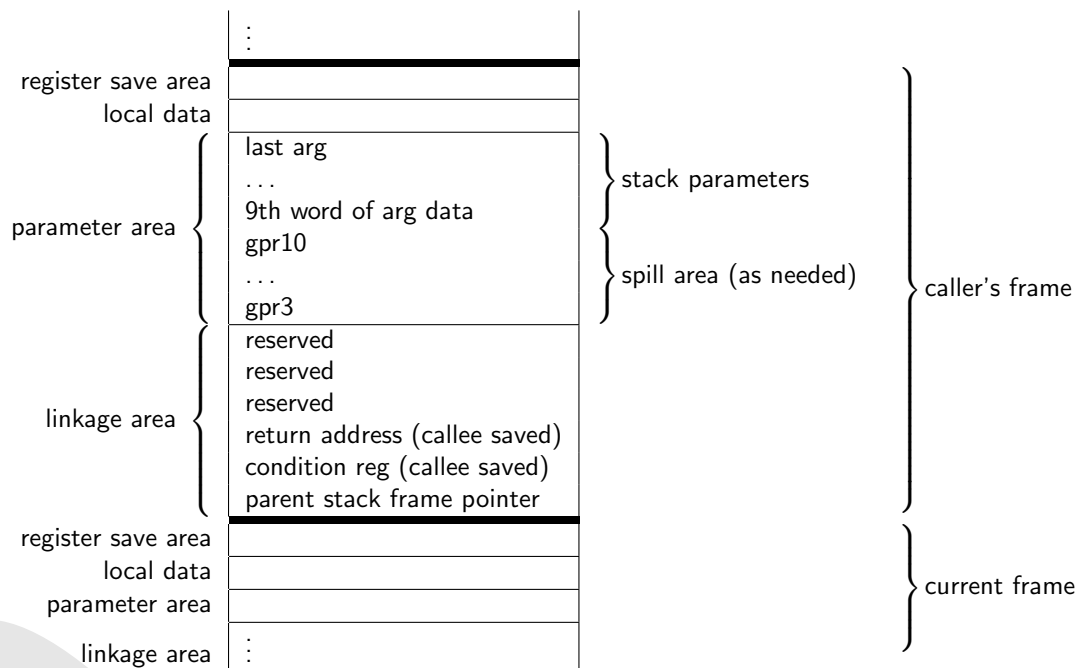 ⋮
register save area
local data
last arg
. . .
stack parameters
9th word of arg data
parameter area
gpr10
. . .
spill area (as needed)
caller's frame
gpr3
reserved
reserved
reserved
linkage area
return address (callee saved)
condition reg (callee saved)
parent stack frame pointer
register save area
local data
current frame
parameter area
linkage area
⋮